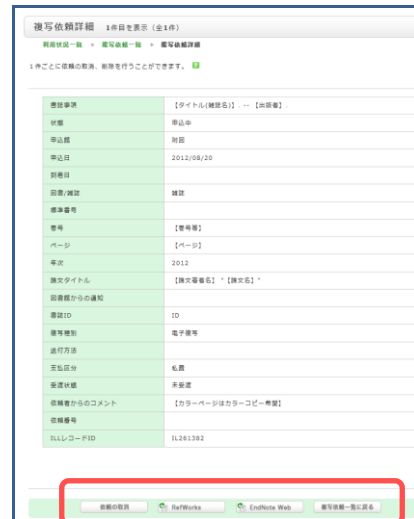 複写依頼詳細 1件目を表示（全1件）
利用状況一覧 > 複写依頼一覧 > 複写依頼詳細
1件ごとに依頼の取消、削除を行うことができます。 ?
書誌事項 【タイトル(雑誌名)】. -- 【出版者】.
状態 申込中
申込館 附図
申込日 2012/08/20
到着日
図書/雑誌 雑誌
標準番号
巻号 【巻号等】
ページ 【ページ】
年次 2012
論文タイトル 【論文著者名】 "【論文名】"
図書館からの通知
書誌ID ID
複写種別 電子複写
送付方法
支払区分 私費
受渡状態 未受渡
依頼者からのコメント 【カラーページはカラーコピー希望】
依頼番号
ILLレコードID IL261382
依頼の取消 RefWorks EndNote Web 複写依頼一覧に戻る